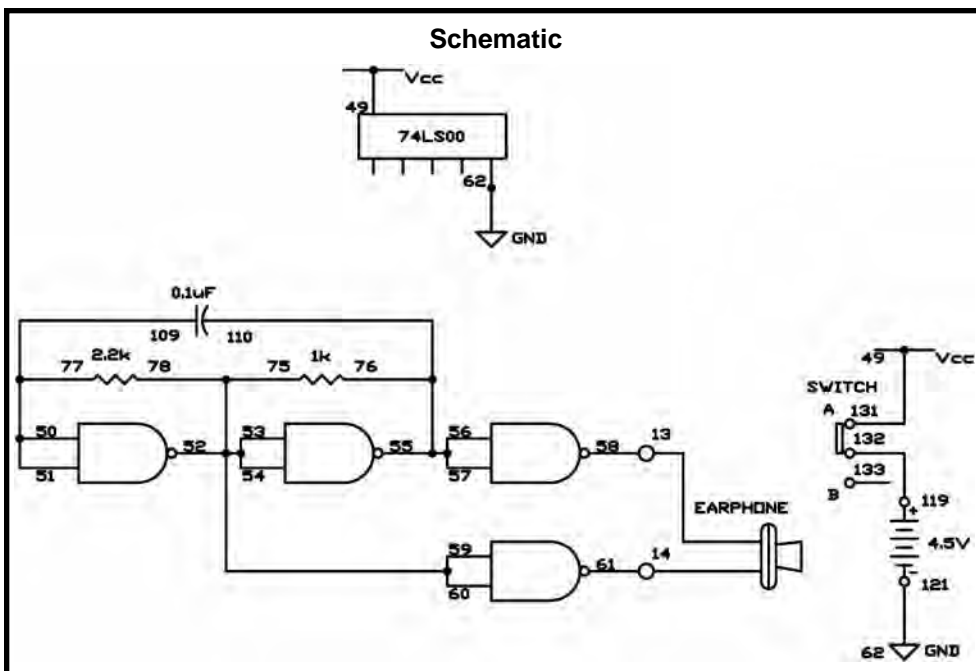 Schematic
Vcc
49
74LS00
62
GND
0.1uF
109 110
77 2.2k 78 75 1k 76
49 Vcc
SWITCH
A 131
132
133
B
50 52 53 55 56 58 13
51 54 57
EARPHONE
119
+
4.5V
-
121
59 61 14
60
62 GND